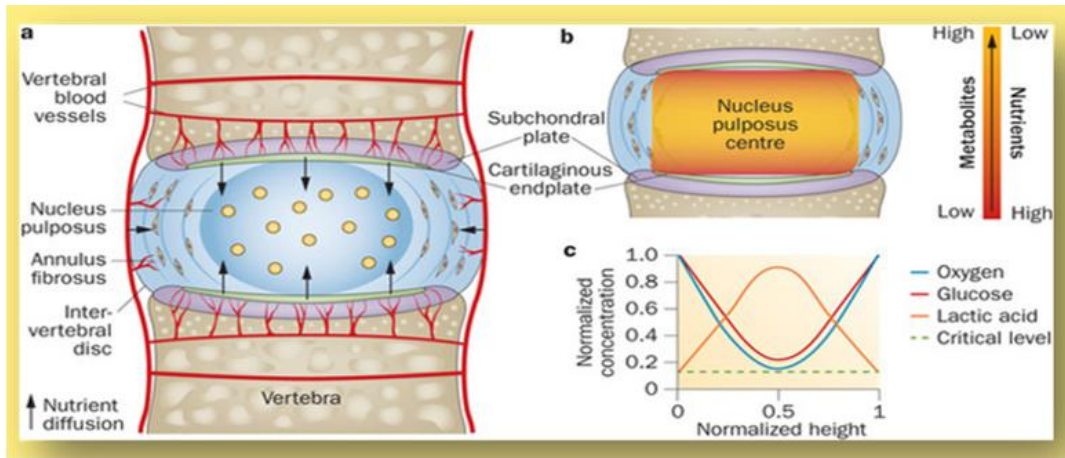 a
Vertebral
blood
vessels
Nucleus
pulposus
Annulus
fibrosus
Inter-
vertebral
disc
Nutrient
diffusion
Vertebra
Subchondral
plate
Cartilaginous
endplate
b
Nucleus
pulposus
centre
High
Low
Metabolites
Nutrients
Low
High
c
Normalized
concentration
1.0
0.8
0.6
0.4
0.2
0
0
0.5
1
Normalized height
Oxygen
Glucose
Lactic acid
Critical level